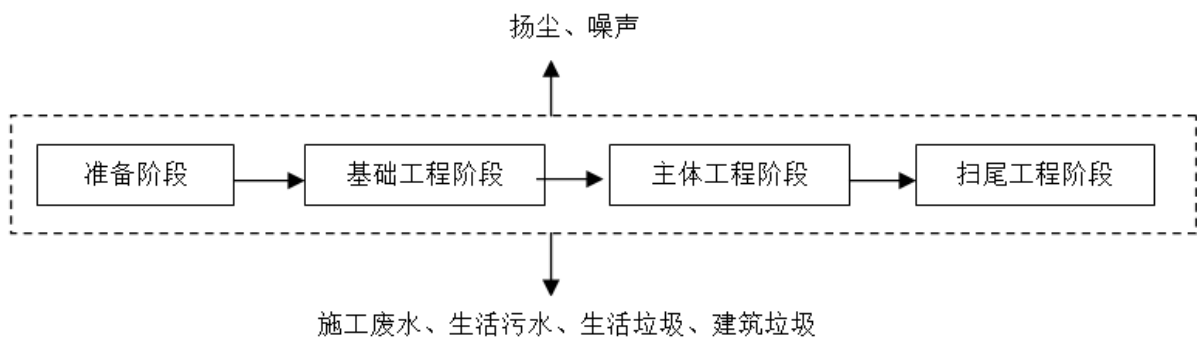 扬尘、噪声
准备阶段
基础工程阶段
主体工程阶段
扫尾工程阶段
施工废水、生活污水、生活垃圾、建筑垃圾